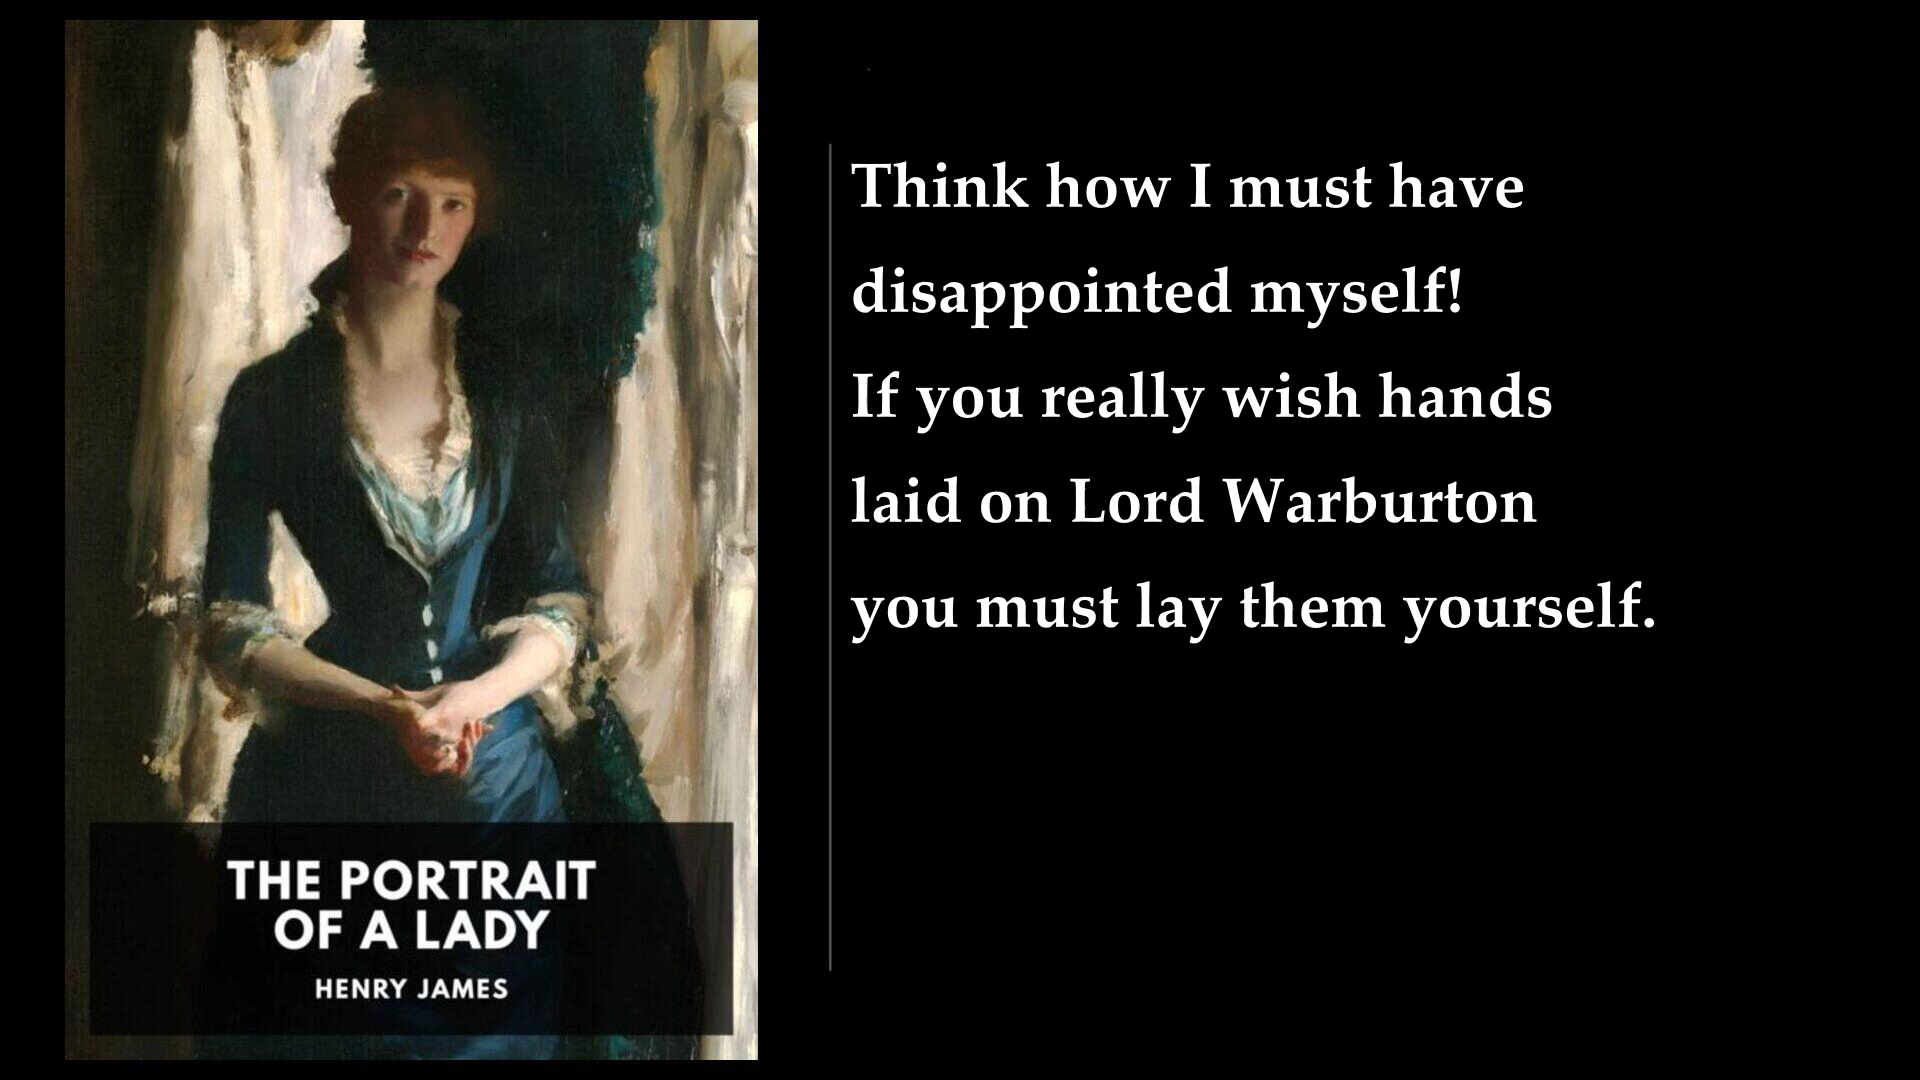 THE PORTRAIT
OF A LADY
HENRY JAMES
Think how I must have
disappointed myself!
If you really wish hands
laid on Lord Warburton
you must lay them yourself.